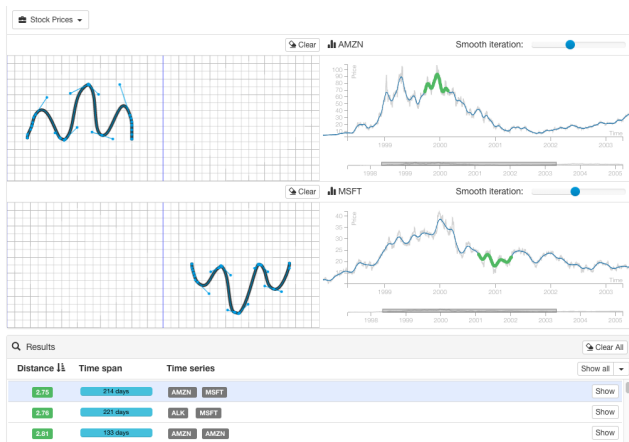 Stock Prices
Clear
AMZN
Smooth iteration:
Price
100
90
80
70
60
50
40
30
20
Time
1998 1999 2000 2001 2002 2003
1998 1999 2000 2001 2002 2003 2004 2005
Clear
MSFT
Smooth iteration:
Price
40
35
30
25
20
15
Time
1998 1999 2000 2001 2002 2003
1998 1999 2000 2001 2002 2003 2004 2005
Results
Clear All
Distance Time span Time series
Show all
2.75 214 days AMZN MSFT Show
2.76 221 days ALK MSFT Show
2.81 133 days AMZN AMZN Show